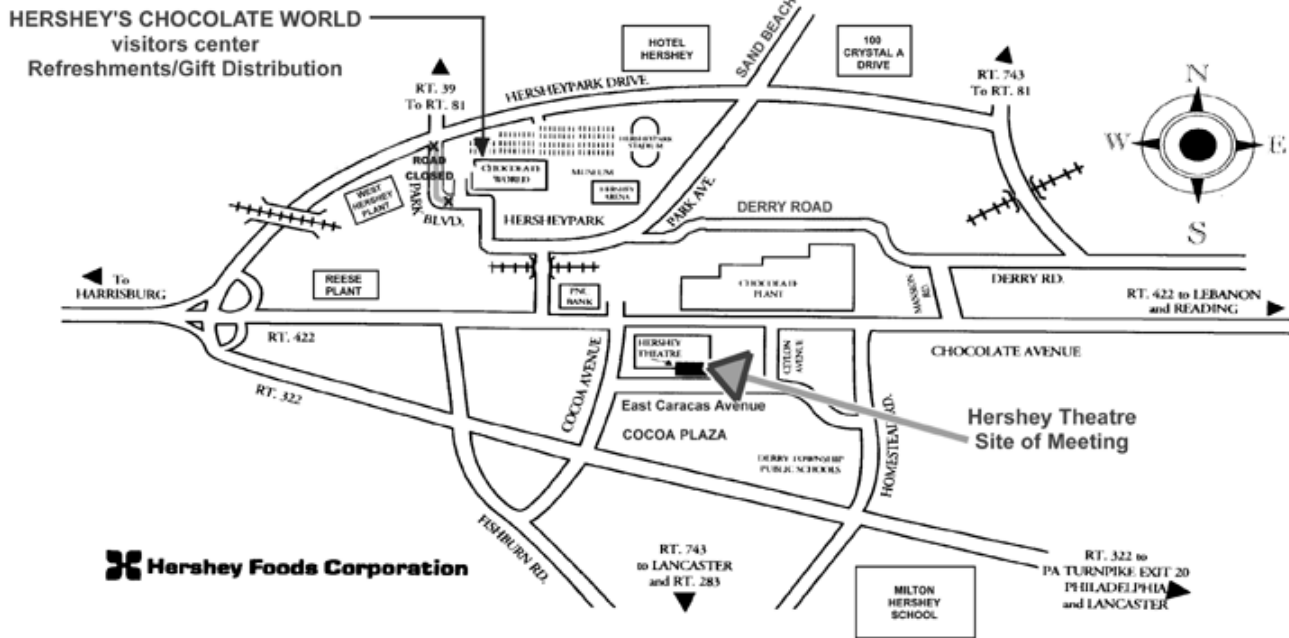 HERSHEY'S CHOCOLATE WORLD
visitors center
Refreshments/Gift Distribution
RT. 39
To RT. 81
HERSHEYPARK DRIVE
HOTEL
HERSHEY
SAND BEACH
100
CRYSTAL A
DRIVE
RT. 743
To RT. 81
N
W
E
S
ROAD
CLOSED
PARK
BLVD.
CHOCOLATE
WORLD
HERSHEYPARK
STADIUM
MUSEUM
HERSHEY
ARENA
WEST
HERSHEY
PLANT
HERSHEYPARK
PARK AVE.
DERRY ROAD
To
HARRISBURG
REESE
PLANT
PNC
BANK
CHOCOLATE
PLANT
MANSION
RD.
DERRY RD.
RT. 422 to LEBANON
and READING
RT. 422
RT. 322
COCOA AVENUE
HERSHEY
THEATRE
CEYLON
AVENUE
CHOCOLATE AVENUE
East Caracas Avenue
COCOA PLAZA
Hershey Theatre
Site of Meeting
DERRY TOWNSHIP
PUBLIC SCHOOLS
HOMESTEAD RD.
FISHBURN RD.
Hershey Foods Corporation
RT. 743
to LANCASTER
and RT. 283
MILTON
HERSHEY
SCHOOL
RT. 322 to
PA TURNPIKE EXIT 20
PHILADELPHIA
and LANCASTER